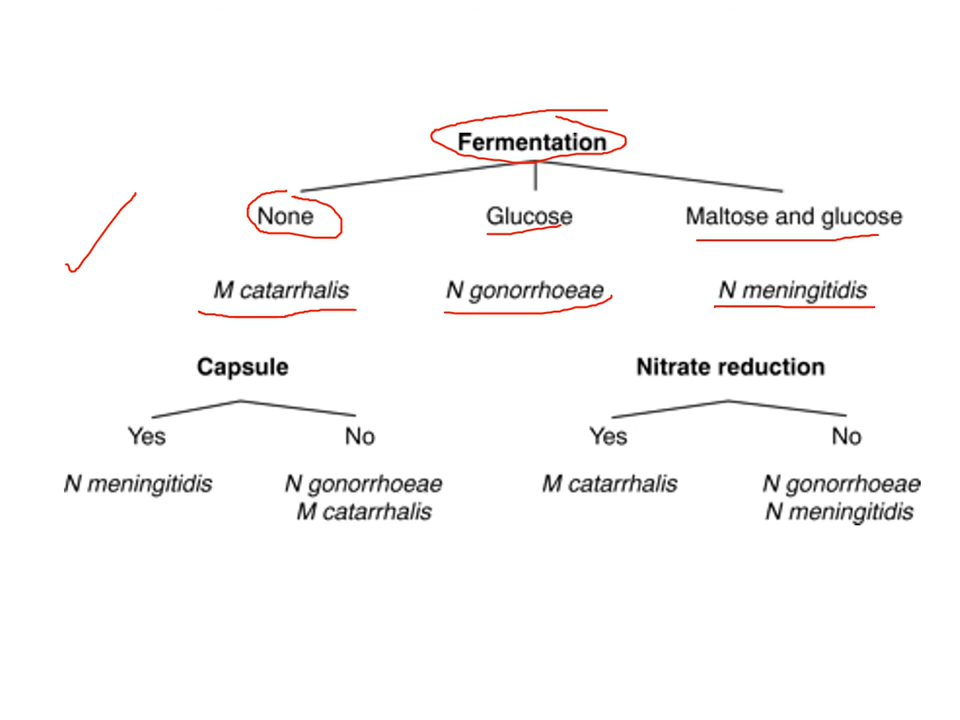 Fermentation
None Glucose Maltose and glucose
M catarrhalis N gonorrhoeae N meningitidis
Capsule Nitrate reduction
Yes No Yes No
N meningitidis N gonorrhoeae M catarrhalis N gonorrhoeae
M catarrhalis N meningitidis